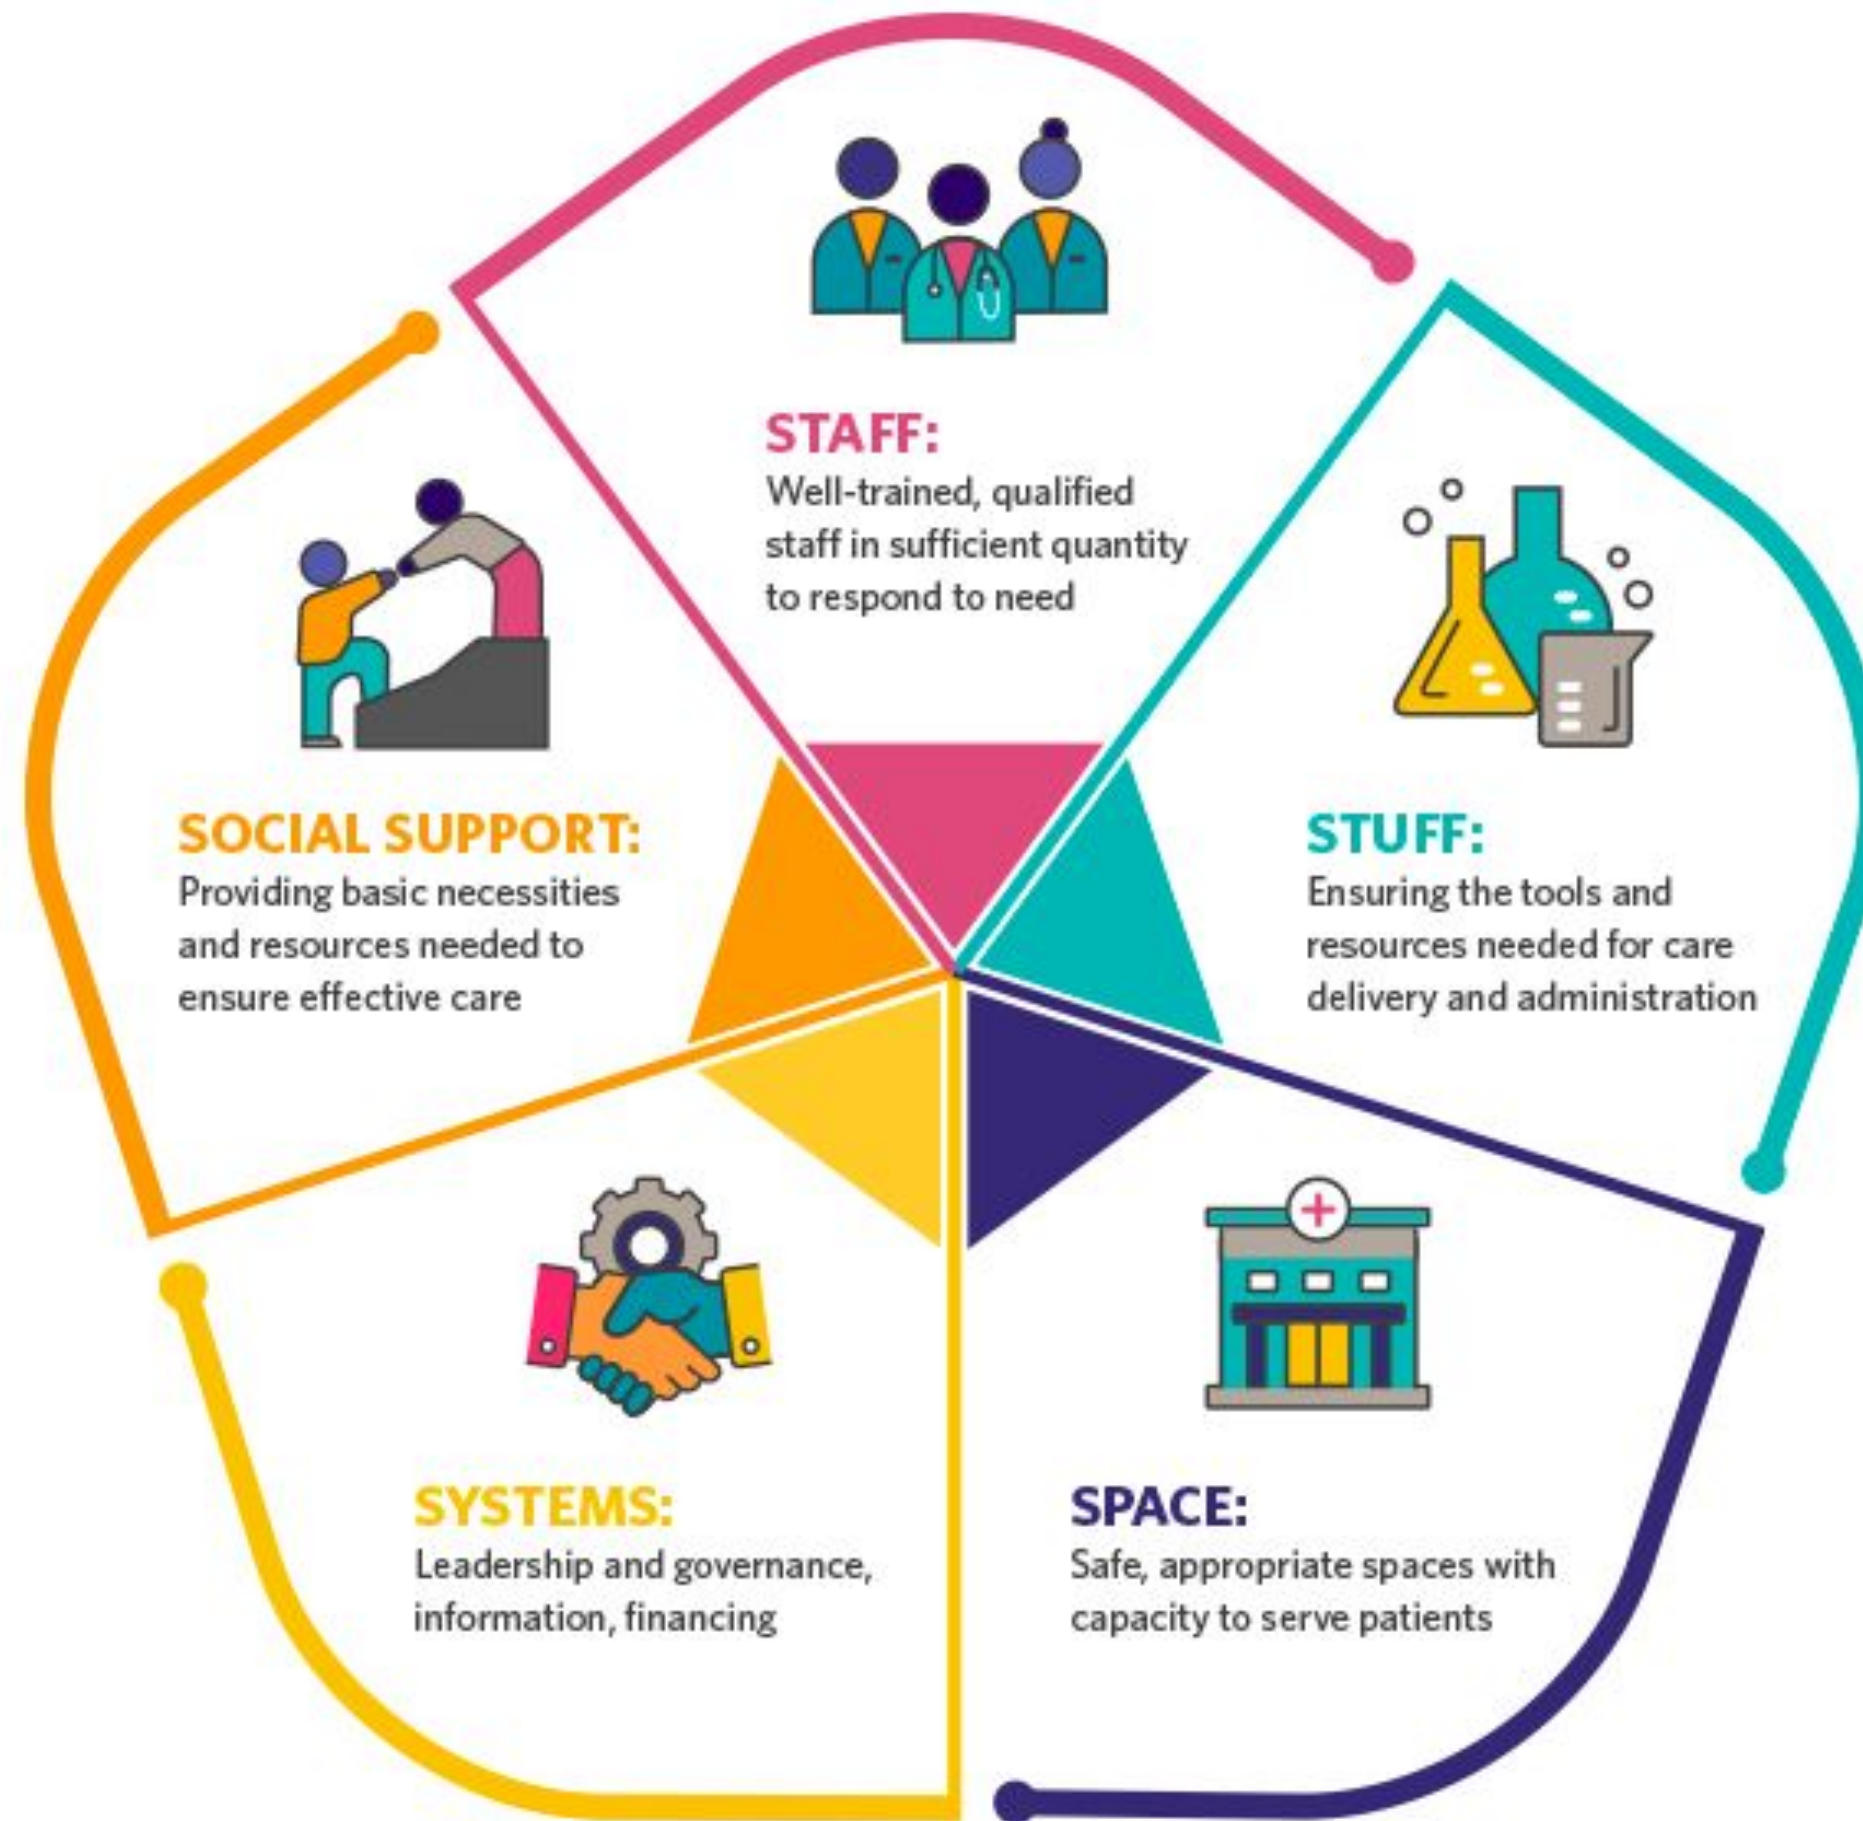 STAFF:
Well-trained, qualified
staff in sufficient quantity
to respond to need
SOCIAL SUPPORT:
Providing basic necessities
and resources needed to
ensure effective care
STUFF:
Ensuring the tools and
resources needed for care
delivery and administration
SYSTEMS:
Leadership and governance,
information, financing
SPACE:
Safe, appropriate spaces with
capacity to serve patients